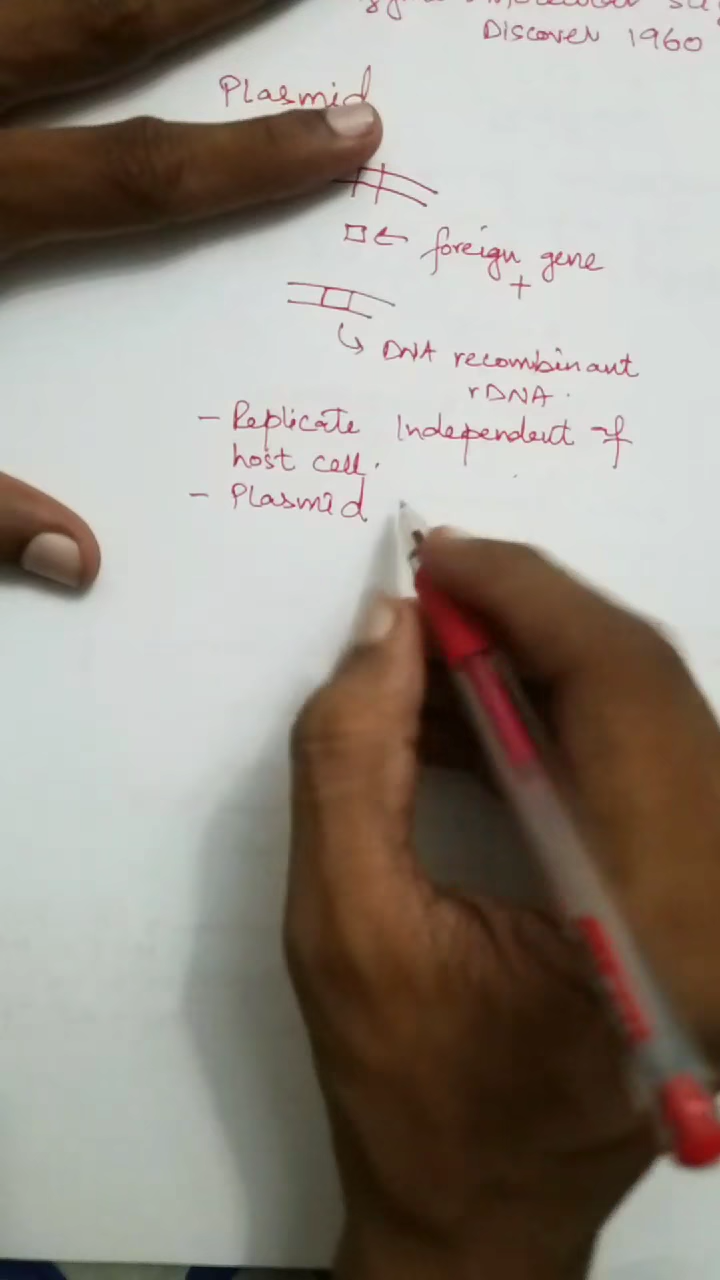 Discover 1960
Plasmid
foreign gene
+
DNA recombinant
rDNA.
- Replicate Independent of
host cell.
- Plasmid